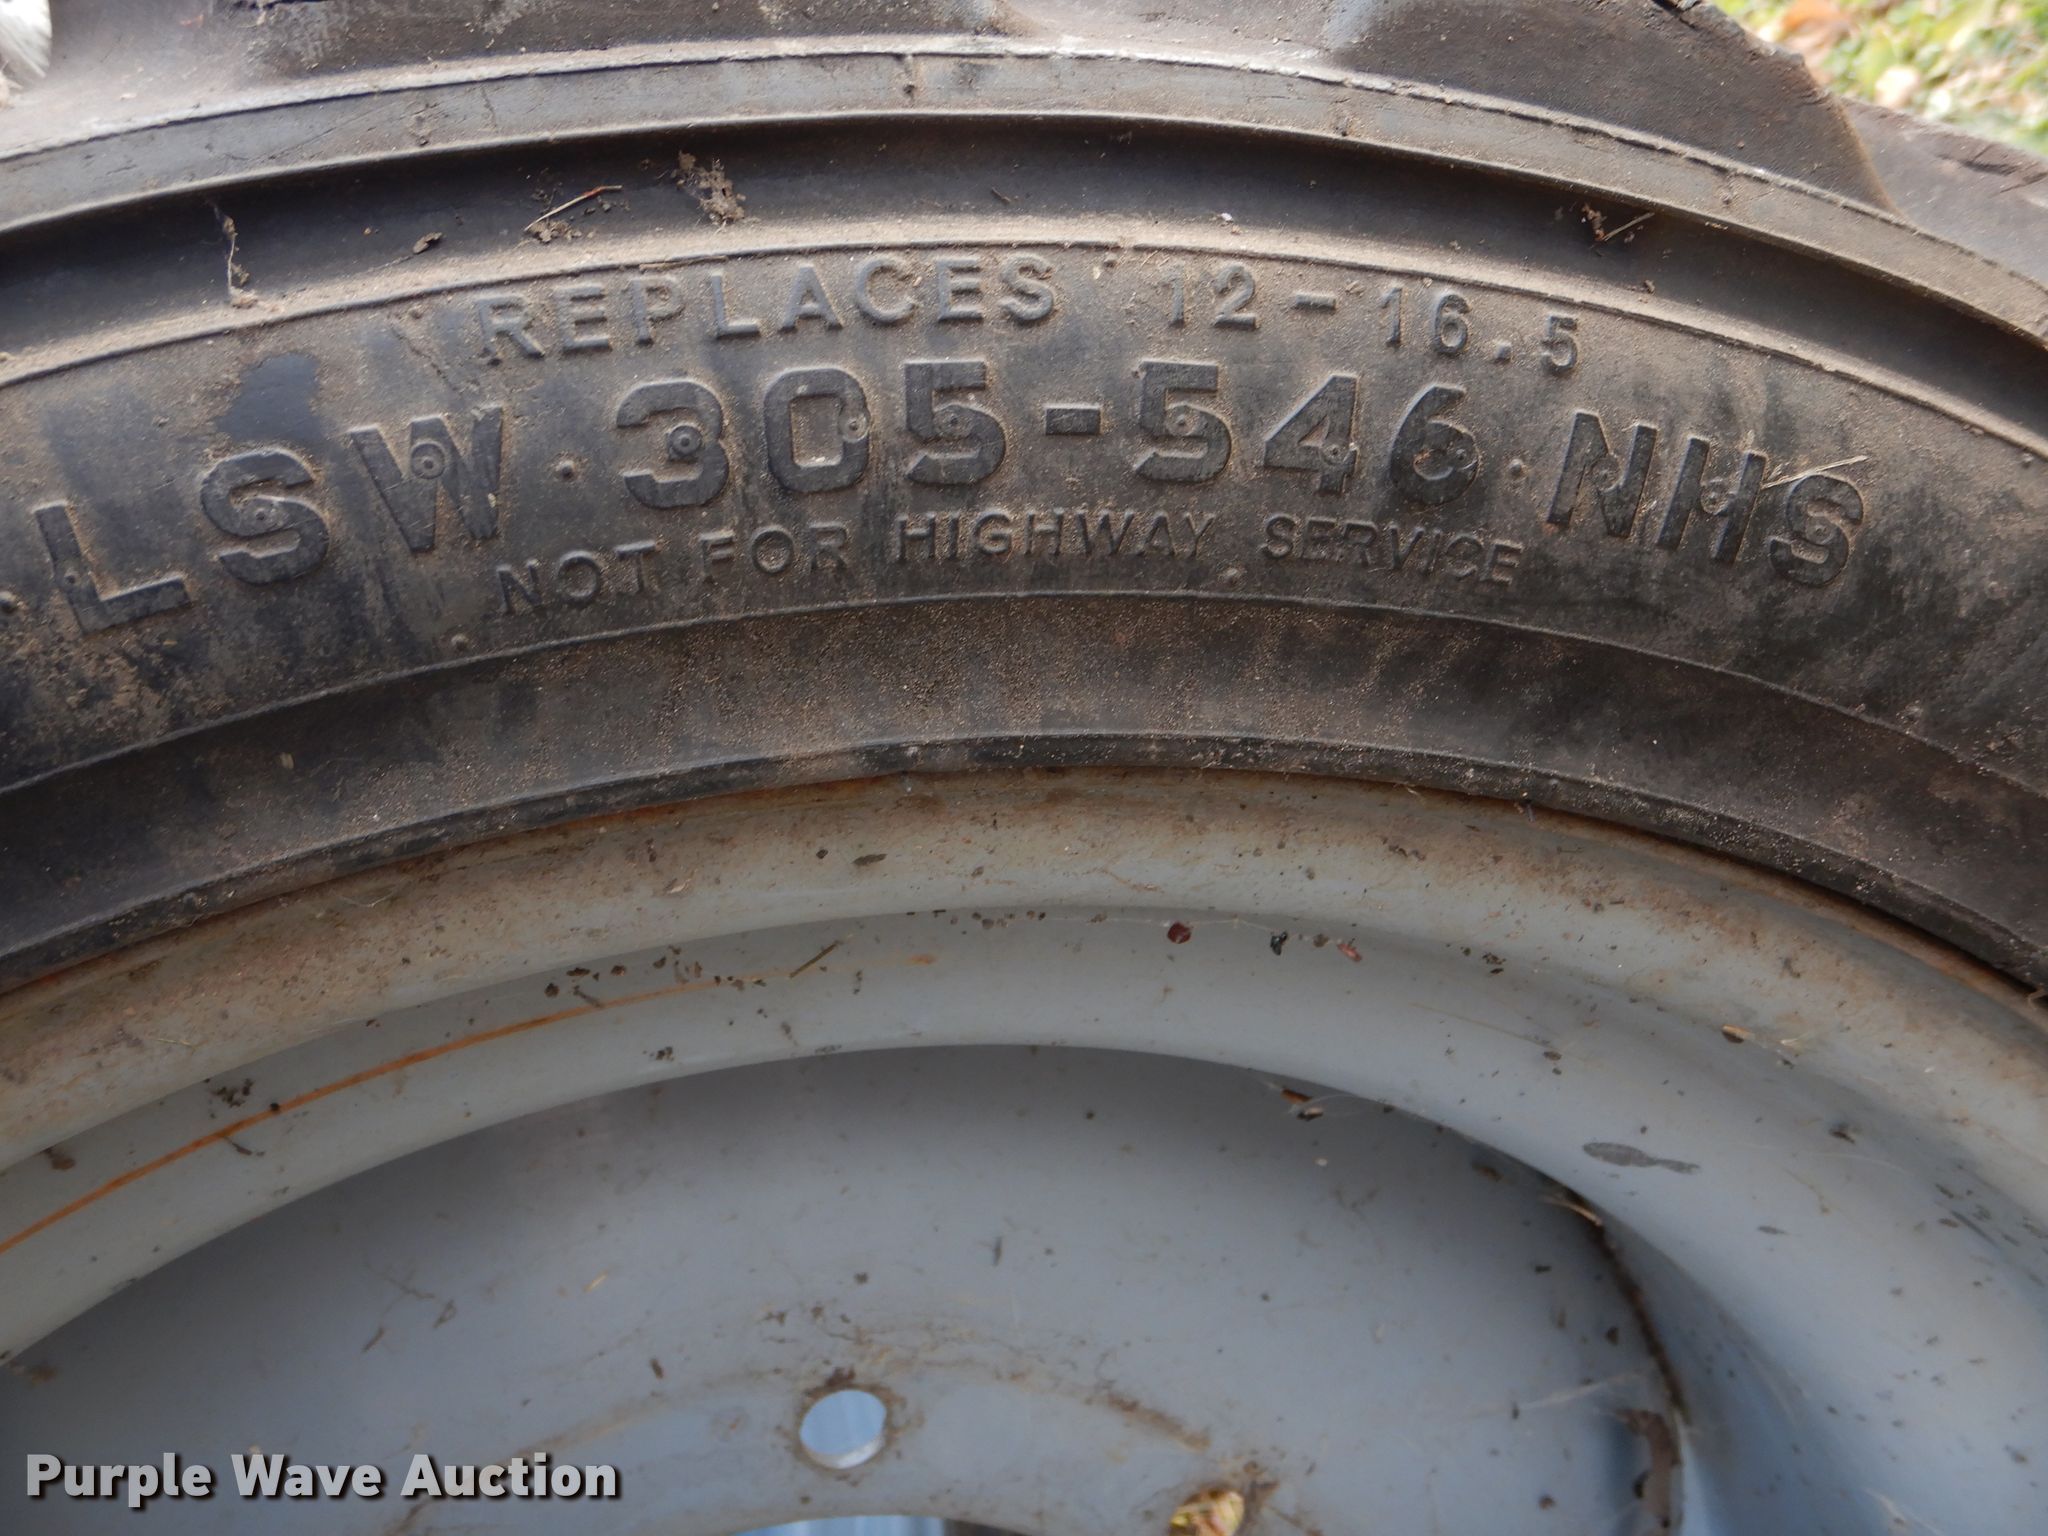 REPLACES 12-16.5
LSW·305-546·NHS
NOT FOR HIGHWAY SERVICE
Purple Wave Auction